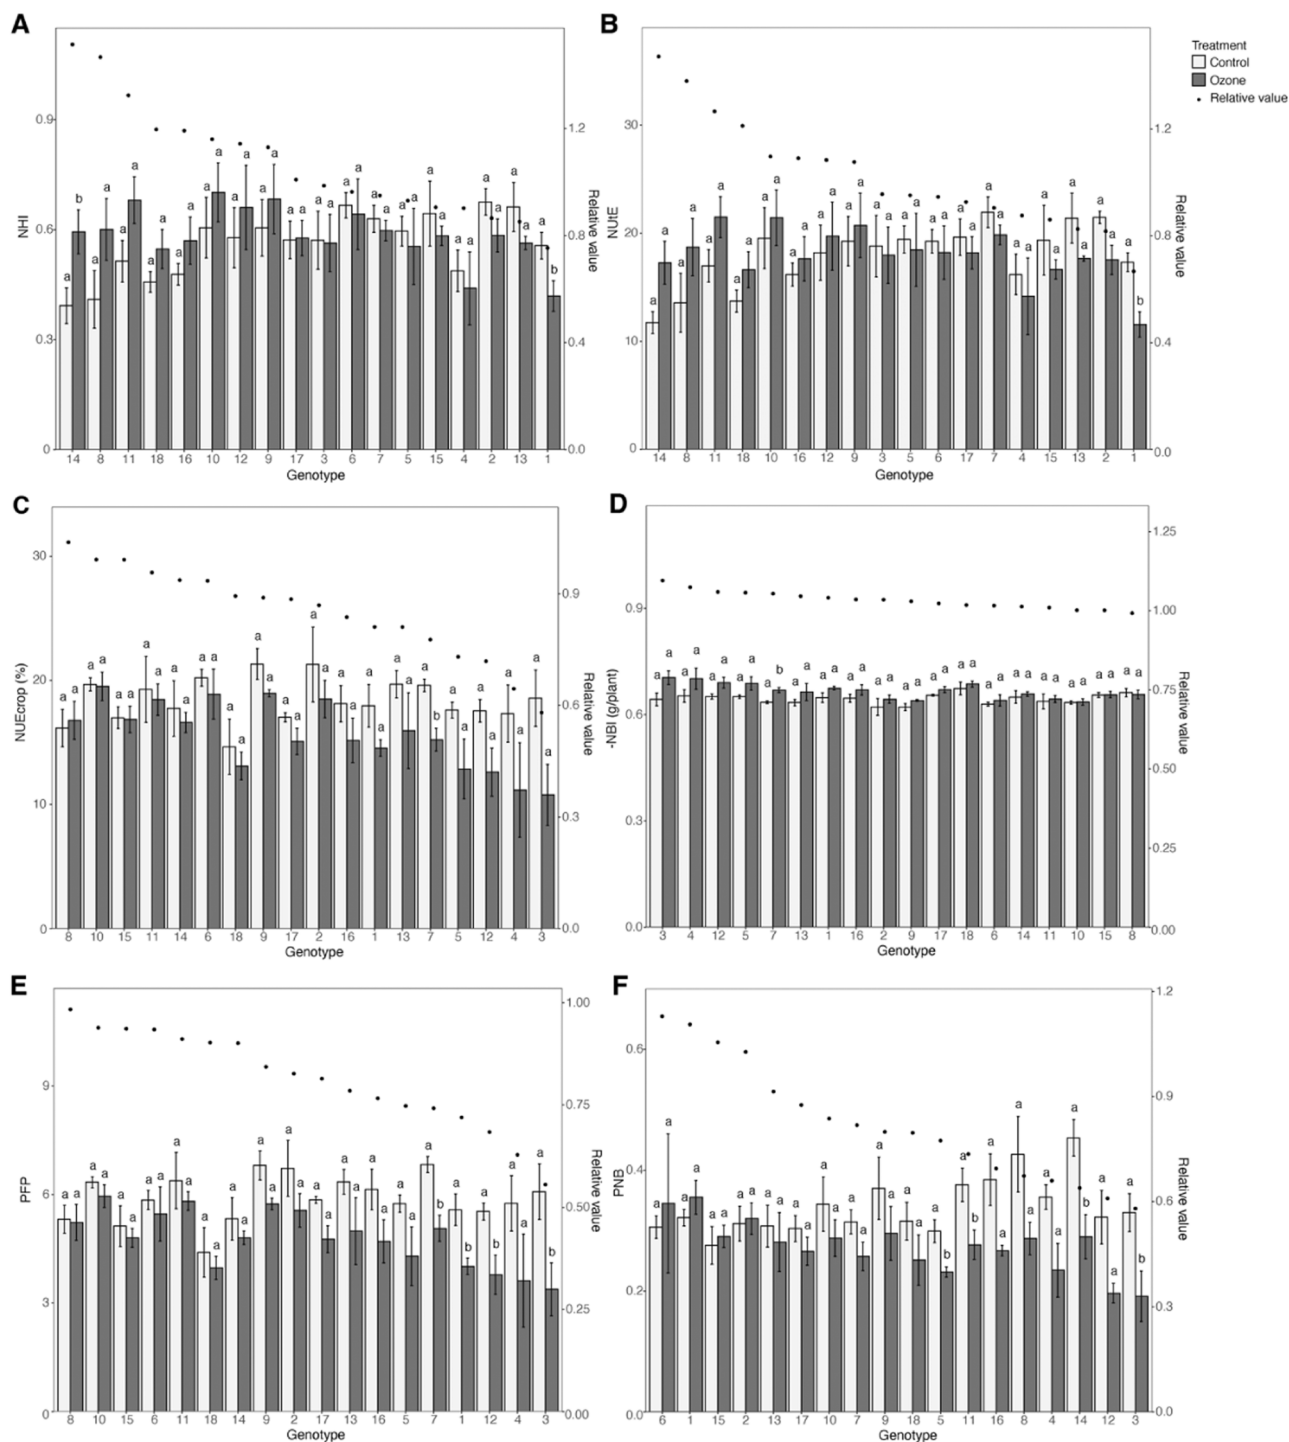 A
B
Treatment
Control
Ozone
Relative value
NHI
0.9
0.6
0.3
0
1.2
0.8
0.4
0.0
Relative value
a b a a a a a a a a a a a a a a a a a a a a a a a a a a a a a a a a a b
14 8 11 18 16 10 12 9 17 3 6 7 5 15 4 2 13 1
Genotype
NUtE
30
20
10
0
1.2
0.8
0.4
0.0
Relative value
a a a a a a a a a a a a a a a a a a a a a a a a a a a a a a a a a a a b
14 8 11 18 10 16 12 9 3 5 6 17 7 4 15 13 2 1
Genotype
C
D
NUEcrop (%)
30
20
10
0
0.9
0.6
0.3
0.0
Relative value
a a a a a a a a a a a a a a a a a a a a a a a a a a a b a a a a a a a a
8 10 15 11 14 6 18 9 17 2 16 1 13 7 5 12 4 3
Genotype
-NBI (g/plant)
0.9
0.6
0.3
0.0
1.25
1.00
0.75
0.50
0.25
0.00
Relative value
a a a a a a a a a b a a a a a a a a a a a a a a a a a a a a a a a a a a
3 4 12 5 7 13 1 16 2 9 17 18 6 14 11 10 15 8
Genotype
E
F
PFP
9
6
3
0
1.00
0.75
0.50
0.25
0.00
Relative value
a a a a a a a a a a a a a a a a a a a a a a a a a a a b a b a b a a a b
8 10 15 6 11 18 14 9 2 17 13 16 5 7 1 12 4 3
Genotype
PNB
0.6
0.4
0.2
0.0
1.2
0.9
0.6
0.3
0.0
Relative value
a a a a a a a a a a a a a a a a a a a a a b a b a a a a a a a b a a a b
6 1 15 2 13 17 10 7 9 18 5 11 16 8 4 14 12 3
Genotype